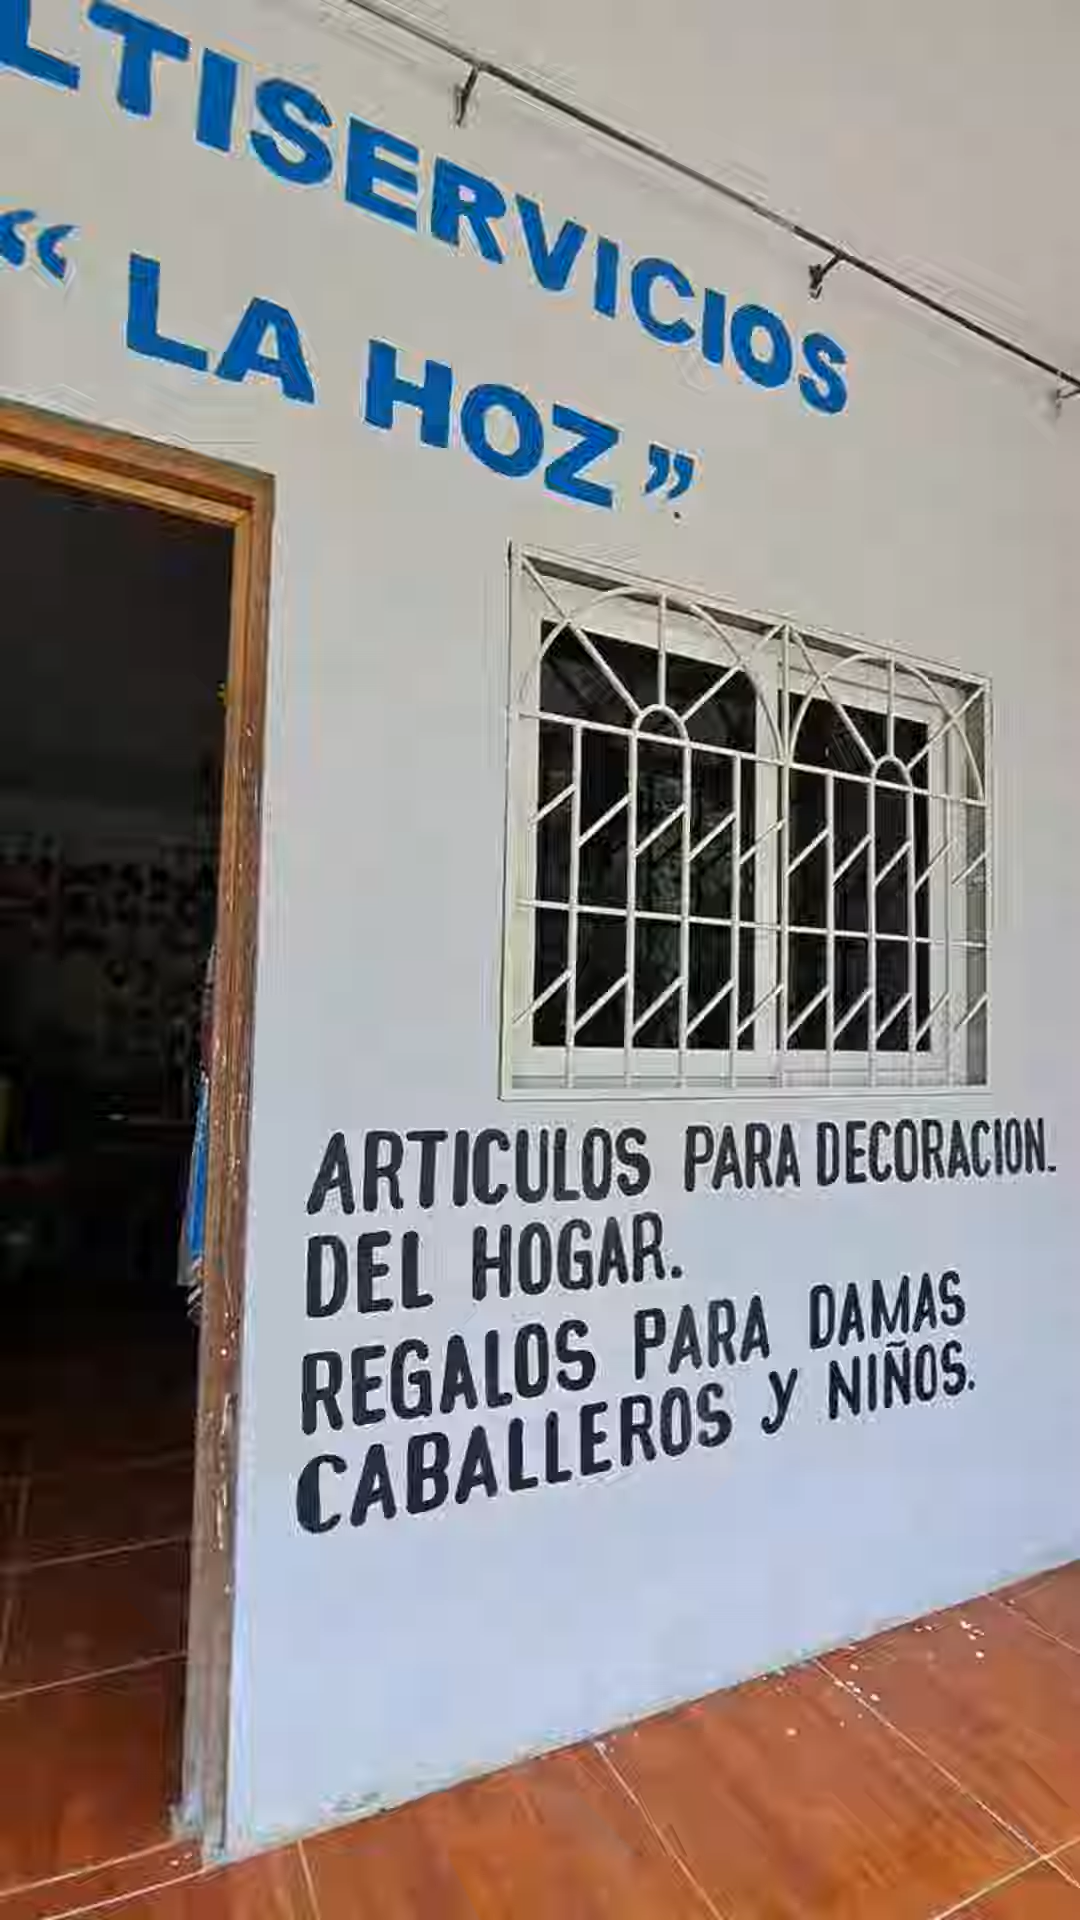 LTISERVICIOS
“ LA HOZ ”
ARTICULOS PARA DECORACION.
DEL HOGAR.
REGALOS PARA DAMAS
CABALLEROS y NIÑOS.